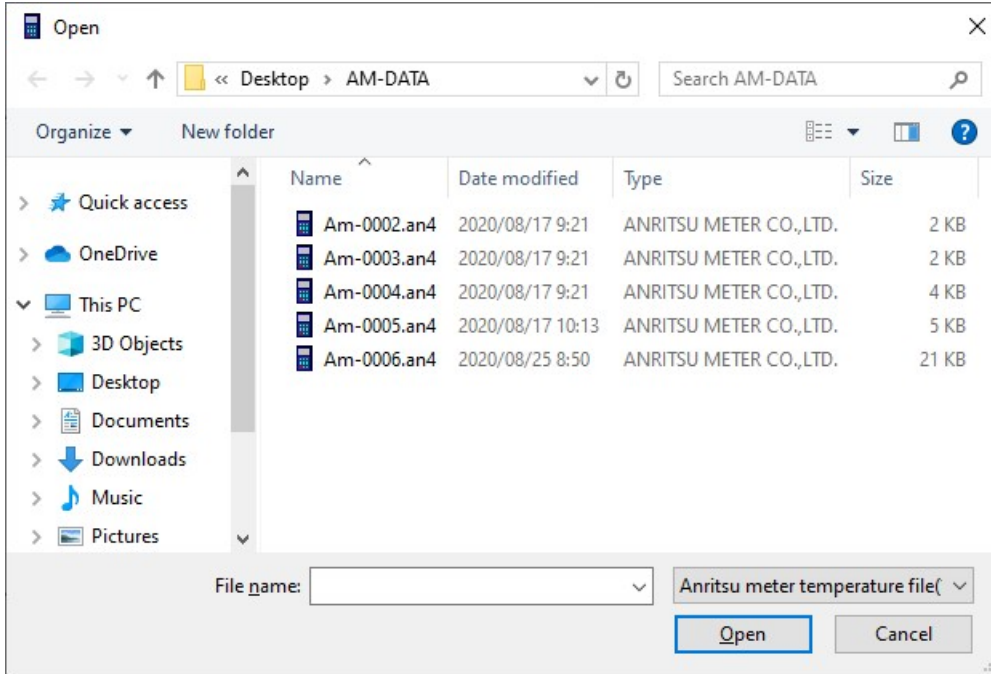 Open
« Desktop > AM-DATA
Search AM-DATA
Organize
New folder
Name Date modified Type Size
Quick access
OneDrive
This PC
3D Objects
Desktop
Documents
Downloads
Music
Pictures
Am-0002.an4 2020/08/17 9:21 ANRITSU METER CO.,LTD. 2 KB
Am-0003.an4 2020/08/17 9:21 ANRITSU METER CO.,LTD. 2 KB
Am-0004.an4 2020/08/17 9:21 ANRITSU METER CO.,LTD. 4 KB
Am-0005.an4 2020/08/17 10:13 ANRITSU METER CO.,LTD. 5 KB
Am-0006.an4 2020/08/25 8:50 ANRITSU METER CO.,LTD. 21 KB
File name:
Anritsu meter temperature file(
Open
Cancel